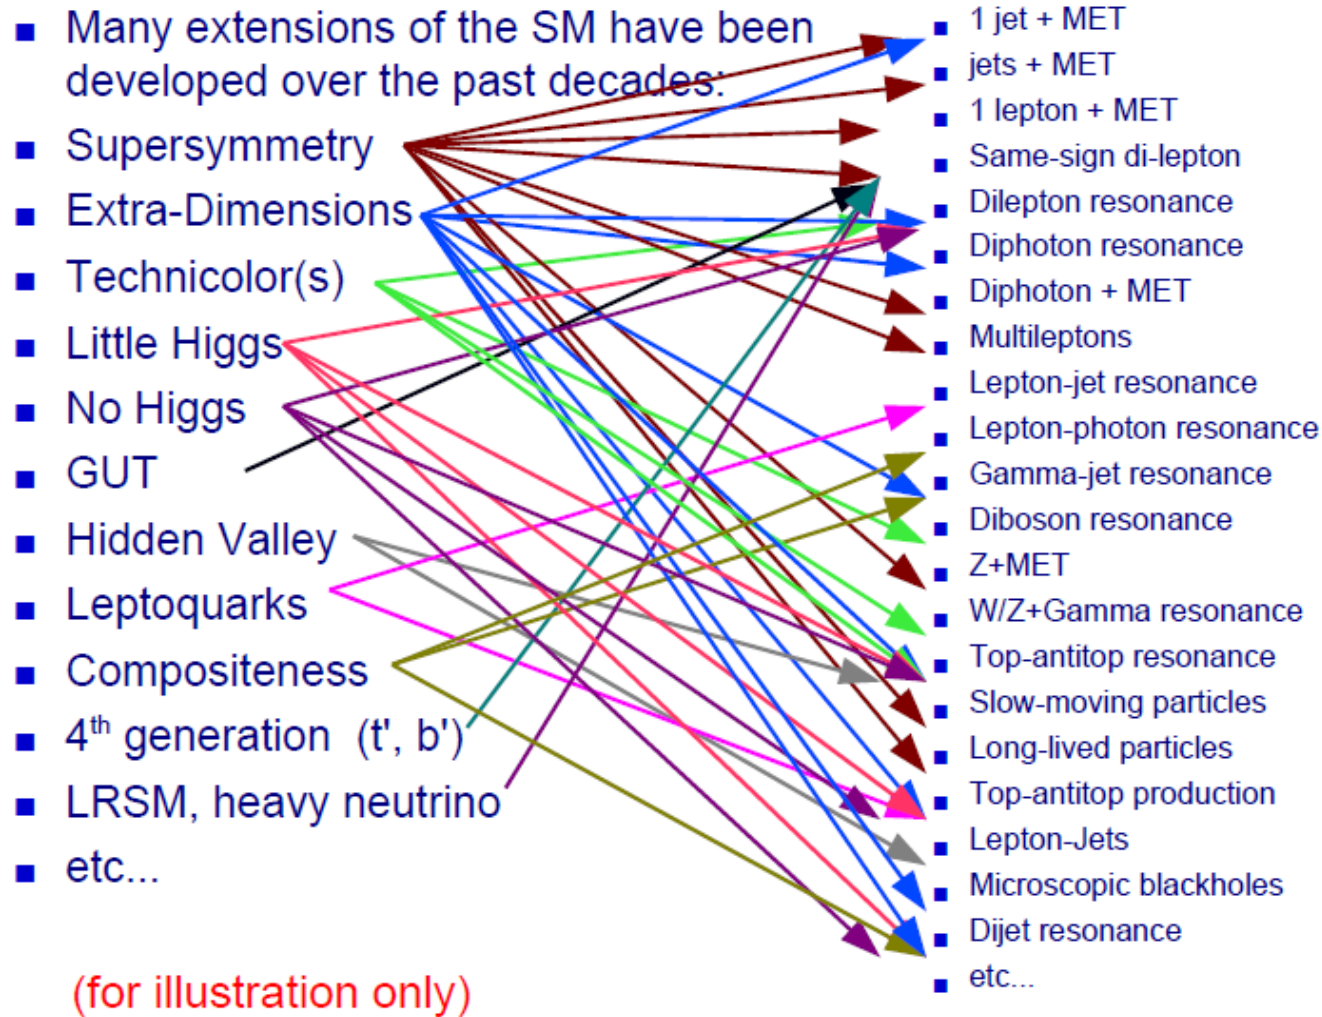 Many extensions of the SM have been
developed over the past decades:
Supersymmetry
Extra-Dimensions
Technicolor(s)
Little Higgs
No Higgs
GUT
Hidden Valley
Leptoquarks
Compositeness
4th generation (t', b')
LRSM, heavy neutrino
etc...
(for illustration only)
1 jet + MET
jets + MET
1 lepton + MET
Same-sign di-lepton
Dilepton resonance
Diphoton resonance
Diphoton + MET
Multileptons
Lepton-jet resonance
Lepton-photon resonance
Gamma-jet resonance
Diboson resonance
Z+MET
W/Z+Gamma resonance
Top-antitop resonance
Slow-moving particles
Long-lived particles
Top-antitop production
Lepton-Jets
Microscopic blackholes
Dijet resonance
etc...